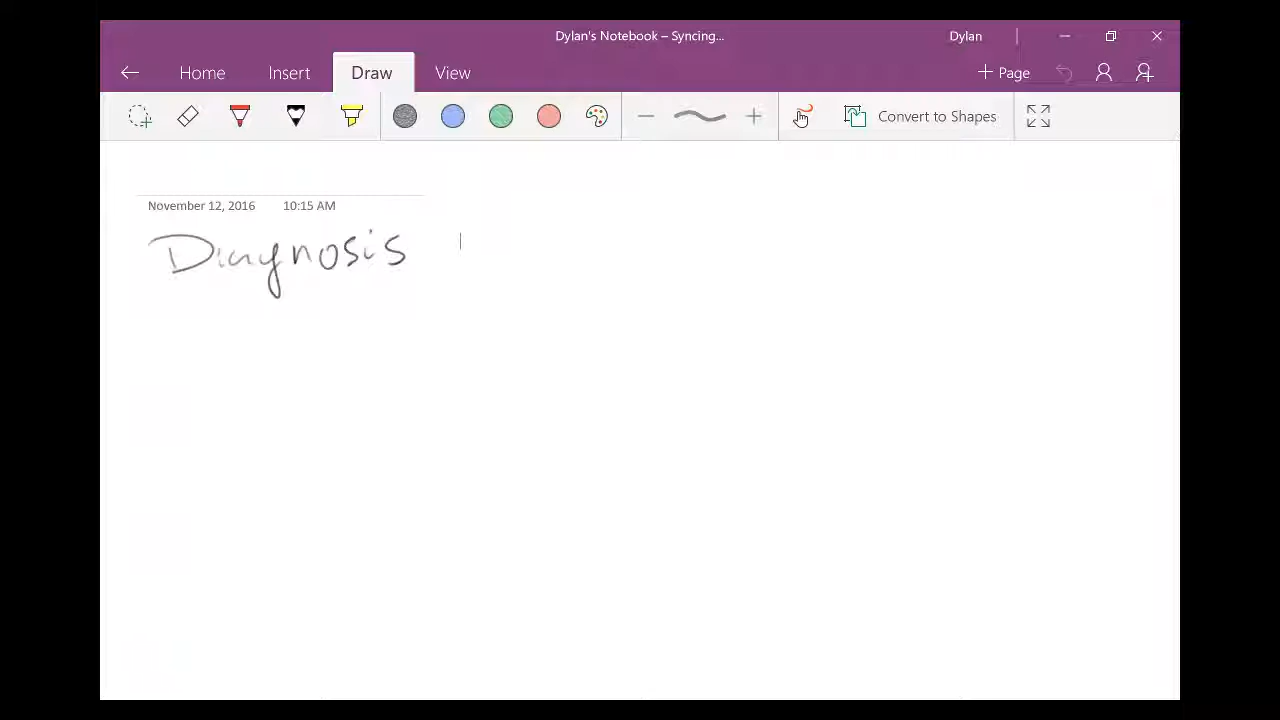 Dylan's Notebook – Syncing... Dylan
Home Insert Draw View + Page
Convert to Shapes
November 12, 2016 10:15 AM
Diagnosis